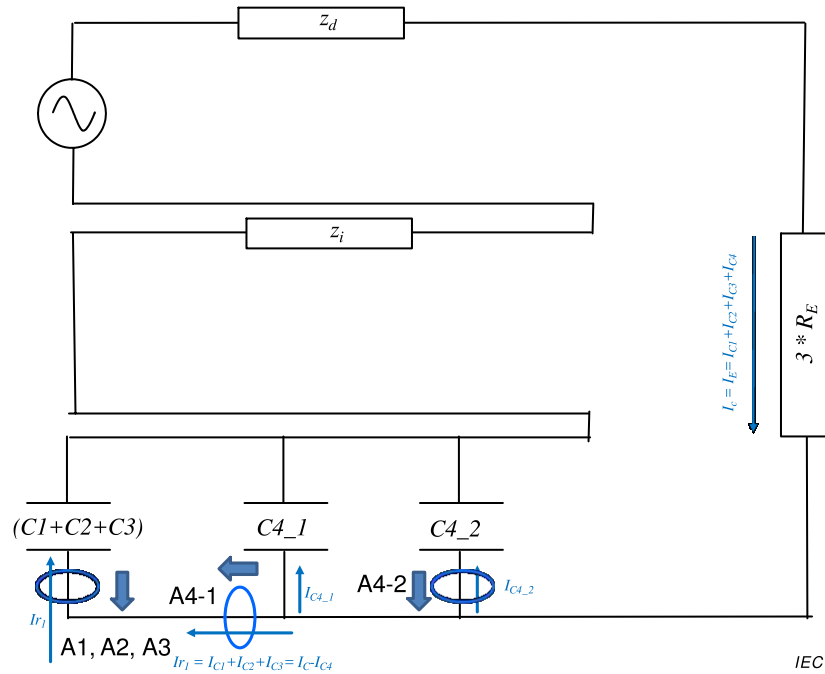 z_d
z_i
I_c = I_E = I_C1+I_C2+I_C3+I_C4
3 * R_E
(C1+C2+C3)
C4_1
C4_2
A4-1
A4-2
I_C4_1
I_C4_2
Ir_1
A1, A2, A3
Ir_1 = I_C1+I_C2+I_C3= I_C-I_C4
IEC